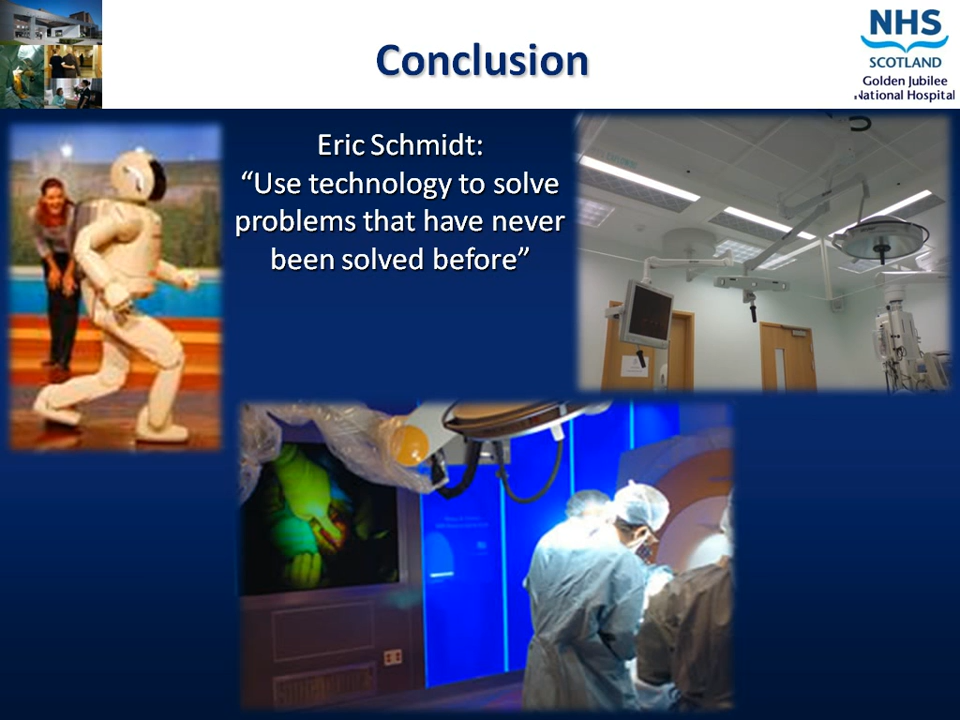 Conclusion
NHS
SCOTLAND
Golden Jubilee
National Hospital
Eric Schmidt:
“Use technology to solve
problems that have never
been solved before”